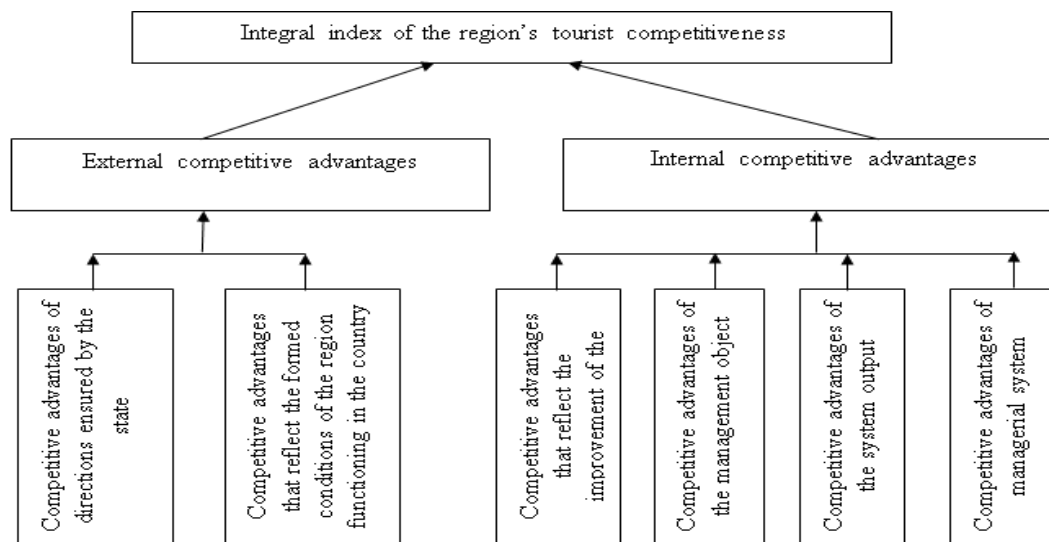 Integral index of the region's tourist competitiveness
External competitive advantages
Internal competitive advantages
Competitive advantages of
directions ensured by the
state
Competitive advantages
that reflect the formed
conditions of the region
functioning in the country
Competitive advantages
that reflect the
improvement of the
Competitive advantages of
the management object
Competitive advantages of
the system output
Competitive advantages of
managerial system